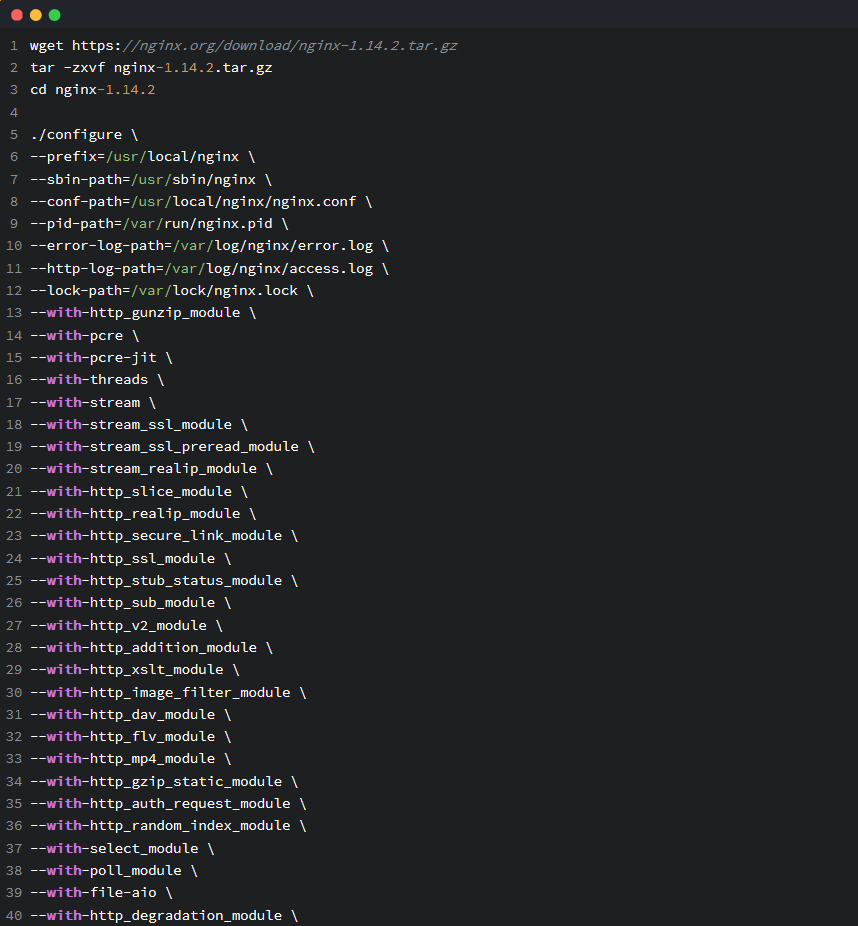 1 wget https://nginx.org/download/nginx-1.14.2.tar.gz
2 tar -zxvf nginx-1.14.2.tar.gz
3 cd nginx-1.14.2
4
5 ./configure \
6 --prefix=/usr/local/nginx \
7 --sbin-path=/usr/sbin/nginx \
8 --conf-path=/usr/local/nginx/nginx.conf \
9 --pid-path=/var/run/nginx.pid \
10 --error-log-path=/var/log/nginx/error.log \
11 --http-log-path=/var/log/nginx/access.log \
12 --lock-path=/var/lock/nginx.lock \
13 --with-http_gunzip_module \
14 --with-pcre \
15 --with-pcre-jit \
16 --with-threads \
17 --with-stream \
18 --with-stream_ssl_module \
19 --with-stream_ssl_preread_module \
20 --with-stream_realip_module \
21 --with-http_slice_module \
22 --with-http_realip_module \
23 --with-http_secure_link_module \
24 --with-http_ssl_module \
25 --with-http_stub_status_module \
26 --with-http_sub_module \
27 --with-http_v2_module \
28 --with-http_addition_module \
29 --with-http_xslt_module \
30 --with-http_image_filter_module \
31 --with-http_dav_module \
32 --with-http_flv_module \
33 --with-http_mp4_module \
34 --with-http_gzip_static_module \
35 --with-http_auth_request_module \
36 --with-http_random_index_module \
37 --with-select_module \
38 --with-poll_module \
39 --with-file-aio \
40 --with-http_degradation_module \